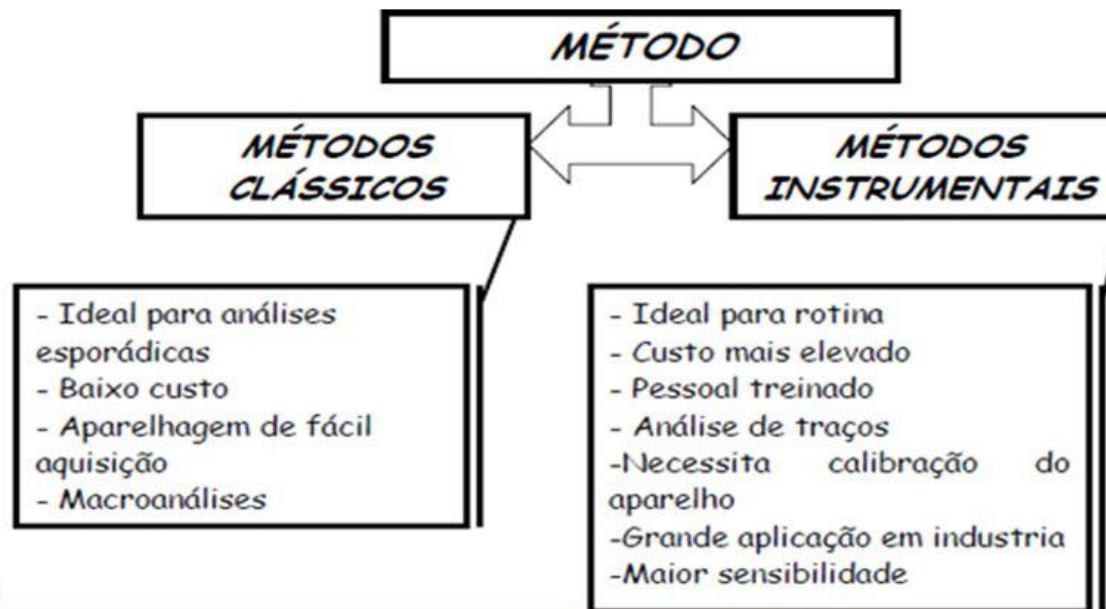 MÉTODO
MÉTODOS
CLÁSSICOS
- Ideal para análises
esporádicas
- Baixo custo
- Aparelhagem de fácil
aquisição
- Macroanálises
MÉTODOS
INSTRUMENTAIS
- Ideal para rotina
- Custo mais elevado
- Pessoal treinado
- Análise de traços
-Necessita calibração do
aparelho
-Grande aplicação em industria
-Maior sensibilidade